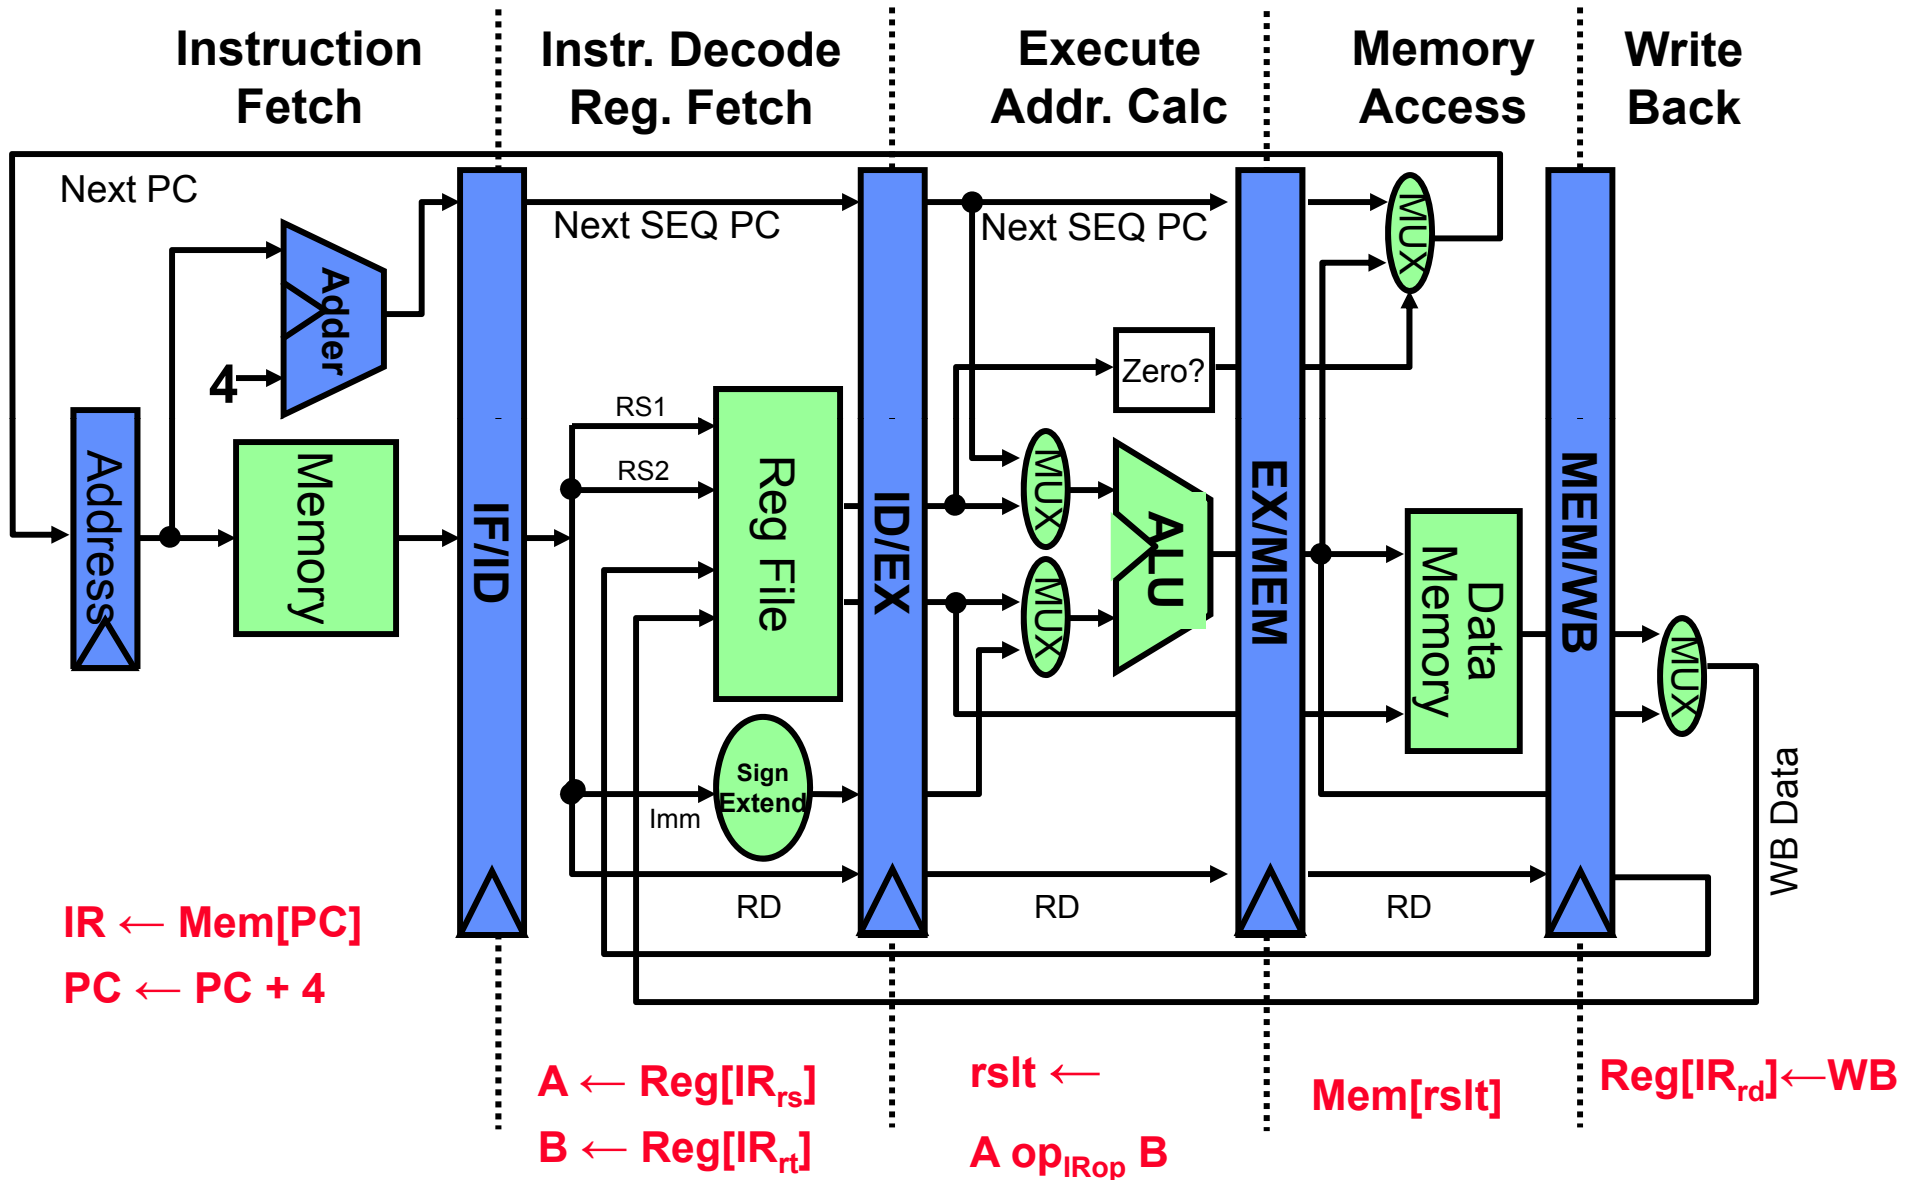 Instruction
Fetch
Instr. Decode
Reg. Fetch
Execute
Addr. Calc
Memory
Access
Write
Back
Next PC
Next SEQ PC
Next SEQ PC
MUX
Adder
4
Zero?
RS1
RS2
Address
Memory
IF/ID
Reg File
ID/EX
MUX
MUX
ALU
EX/MEM
Data
Memory
MEM/WB
MUX
Sign
Extend
Imm
WB Data
RD
RD
RD
IR ← Mem[PC]
PC ← PC + 4
A ← Reg[IRrs]
B ← Reg[IRrt]
rslt ←
A opIRop B
Mem[rslt]
Reg[IRrd]←WB